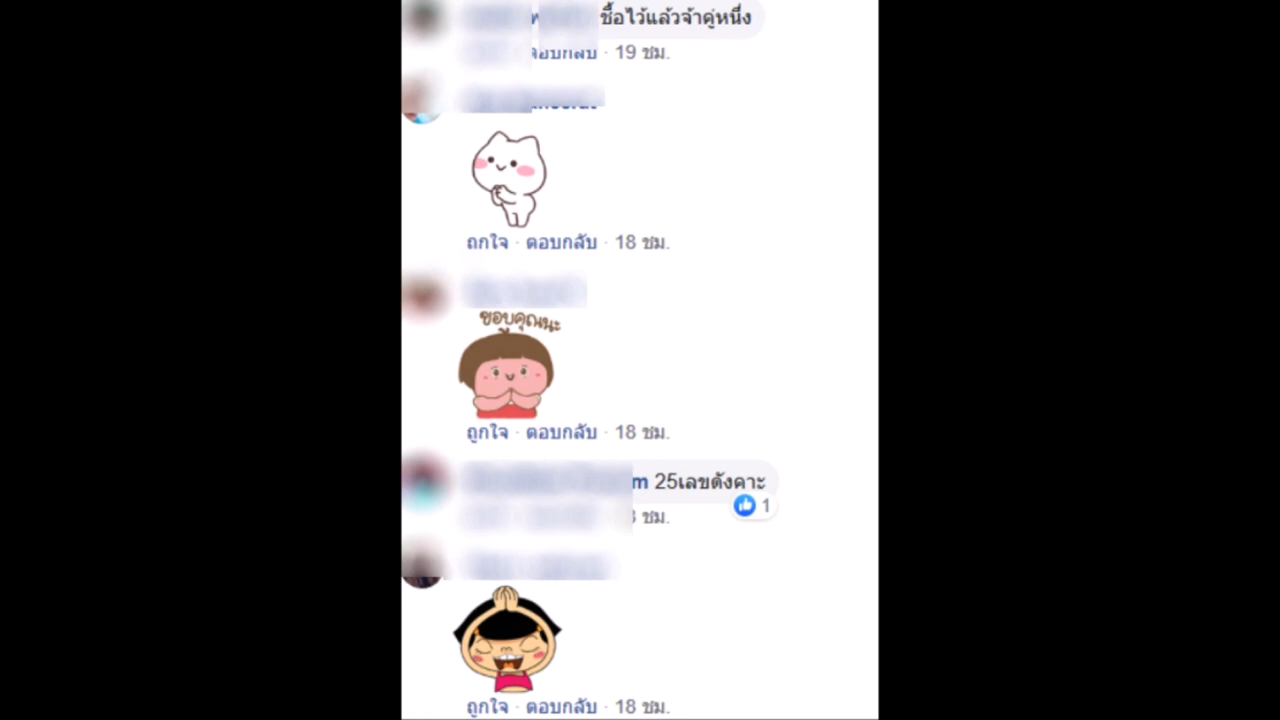 ซื้อไว้แล้วจ้าคู่หนึ่ง
ตอบกลับ · 19 ชม.
ถูกใจ · ตอบกลับ · 18 ชม.
ขอบคุณนะ
ถูกใจ · ตอบกลับ · 18 ชม.
m 25เลขดังคาะ
1
ชม.
ถูกใจ · ตอบกลับ · 18 ชม.